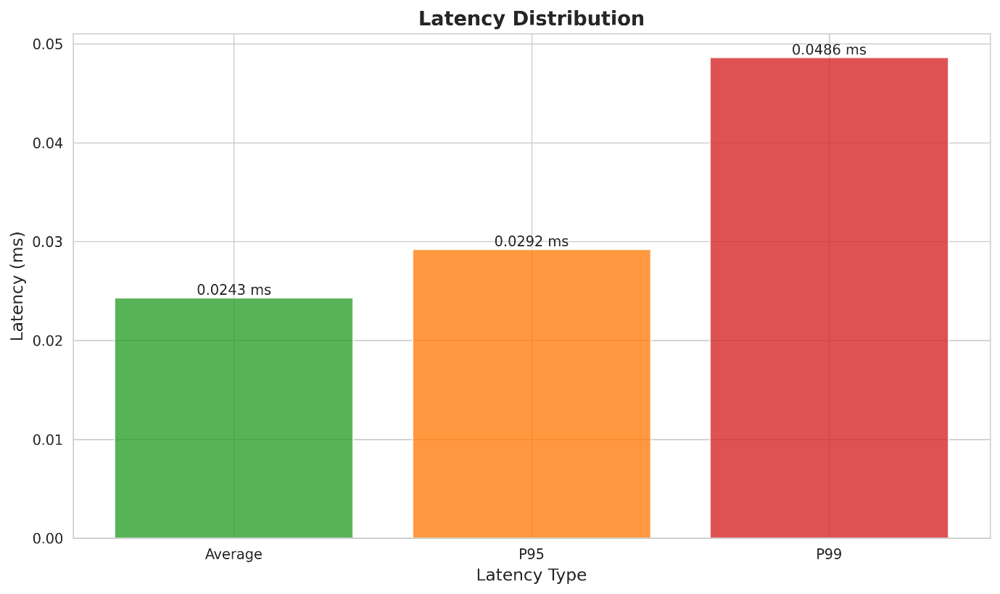 Latency Distribution
0.05
0.04
0.03
0.02
0.01
0.00
Latency (ms)
0.0243 ms
0.0292 ms
0.0486 ms
Average
P95
P99
Latency Type